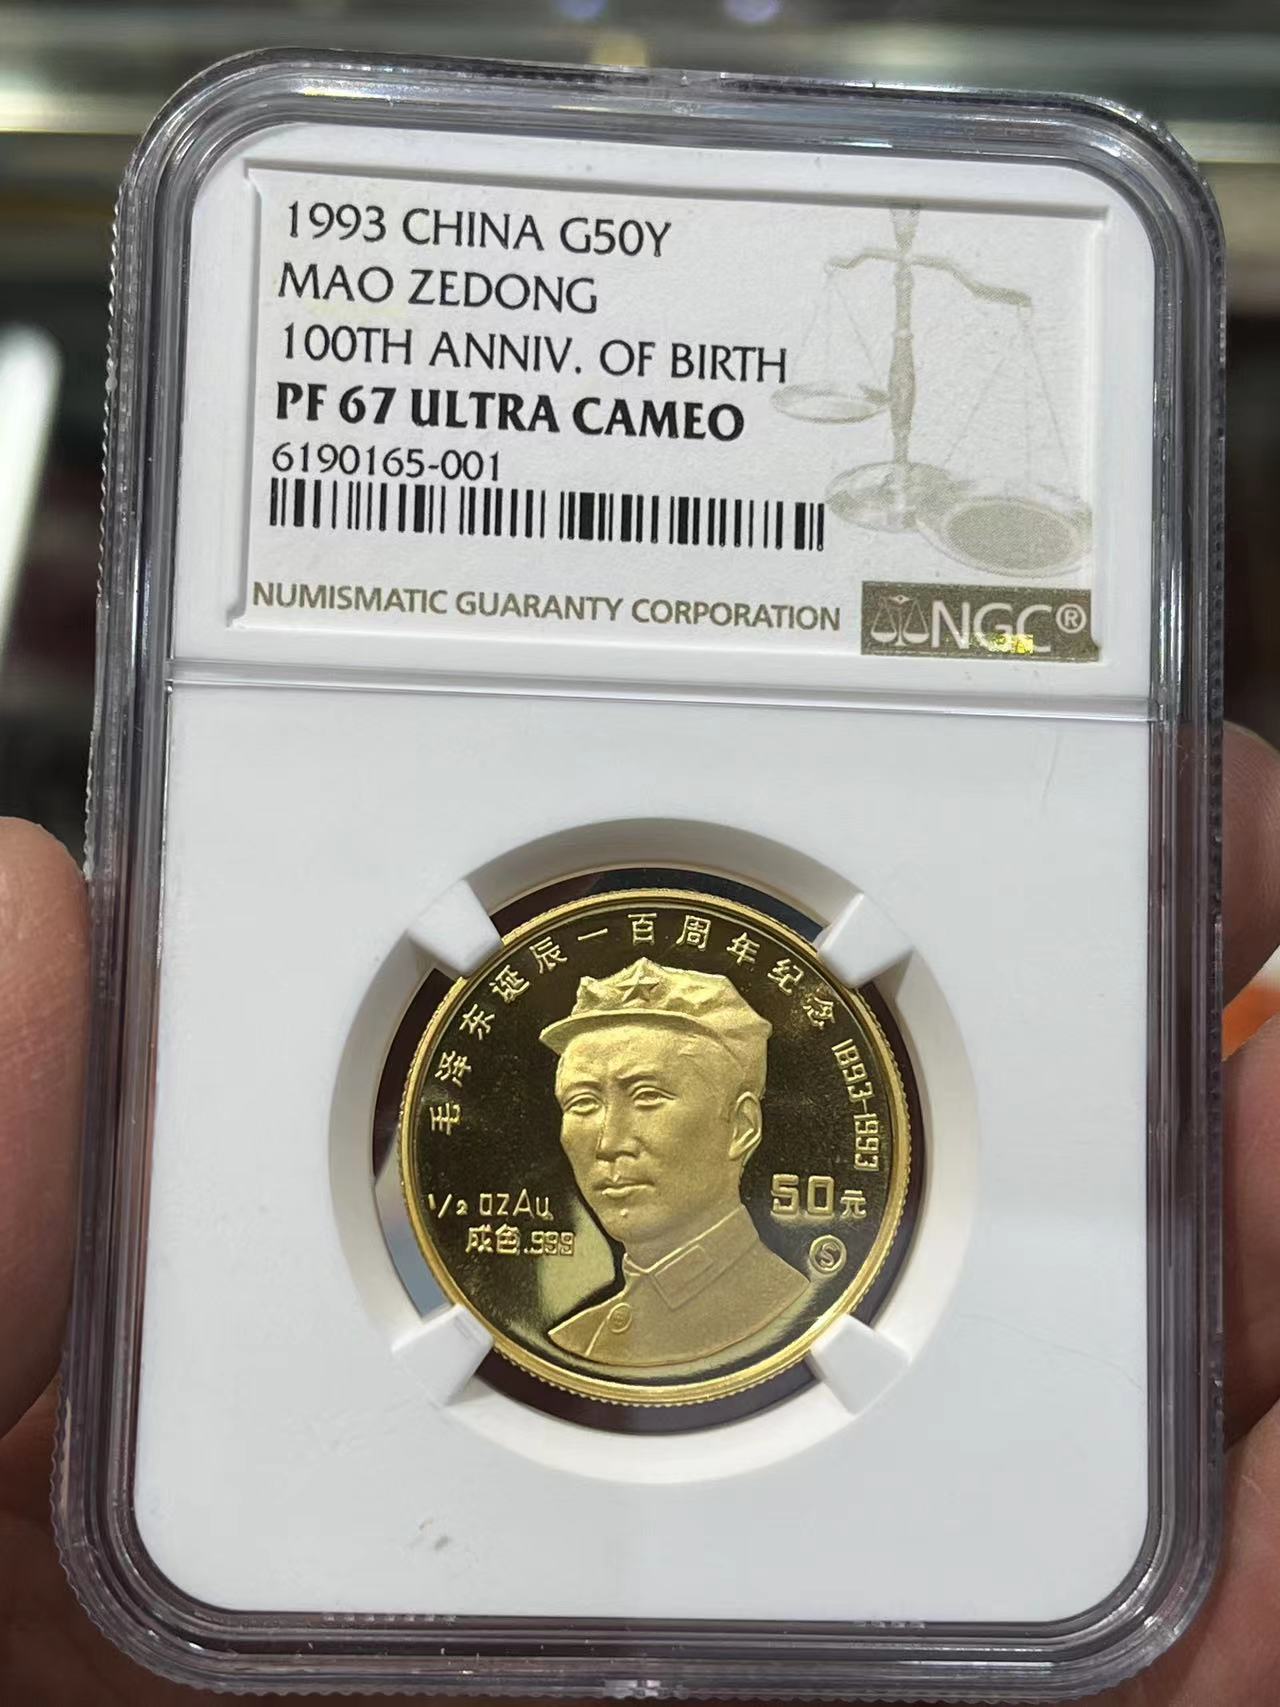 1993 CHINA G50Y
MAO ZEDONG
100TH ANNIV. OF BIRTH
PF 67 ULTRA CAMEO
6190165-001
NUMISMATIC GUARANTY CORPORATION
NGC®
毛泽东诞辰一百周年纪念 1893-1993
1/2 OZAu
成色.999
50元
S